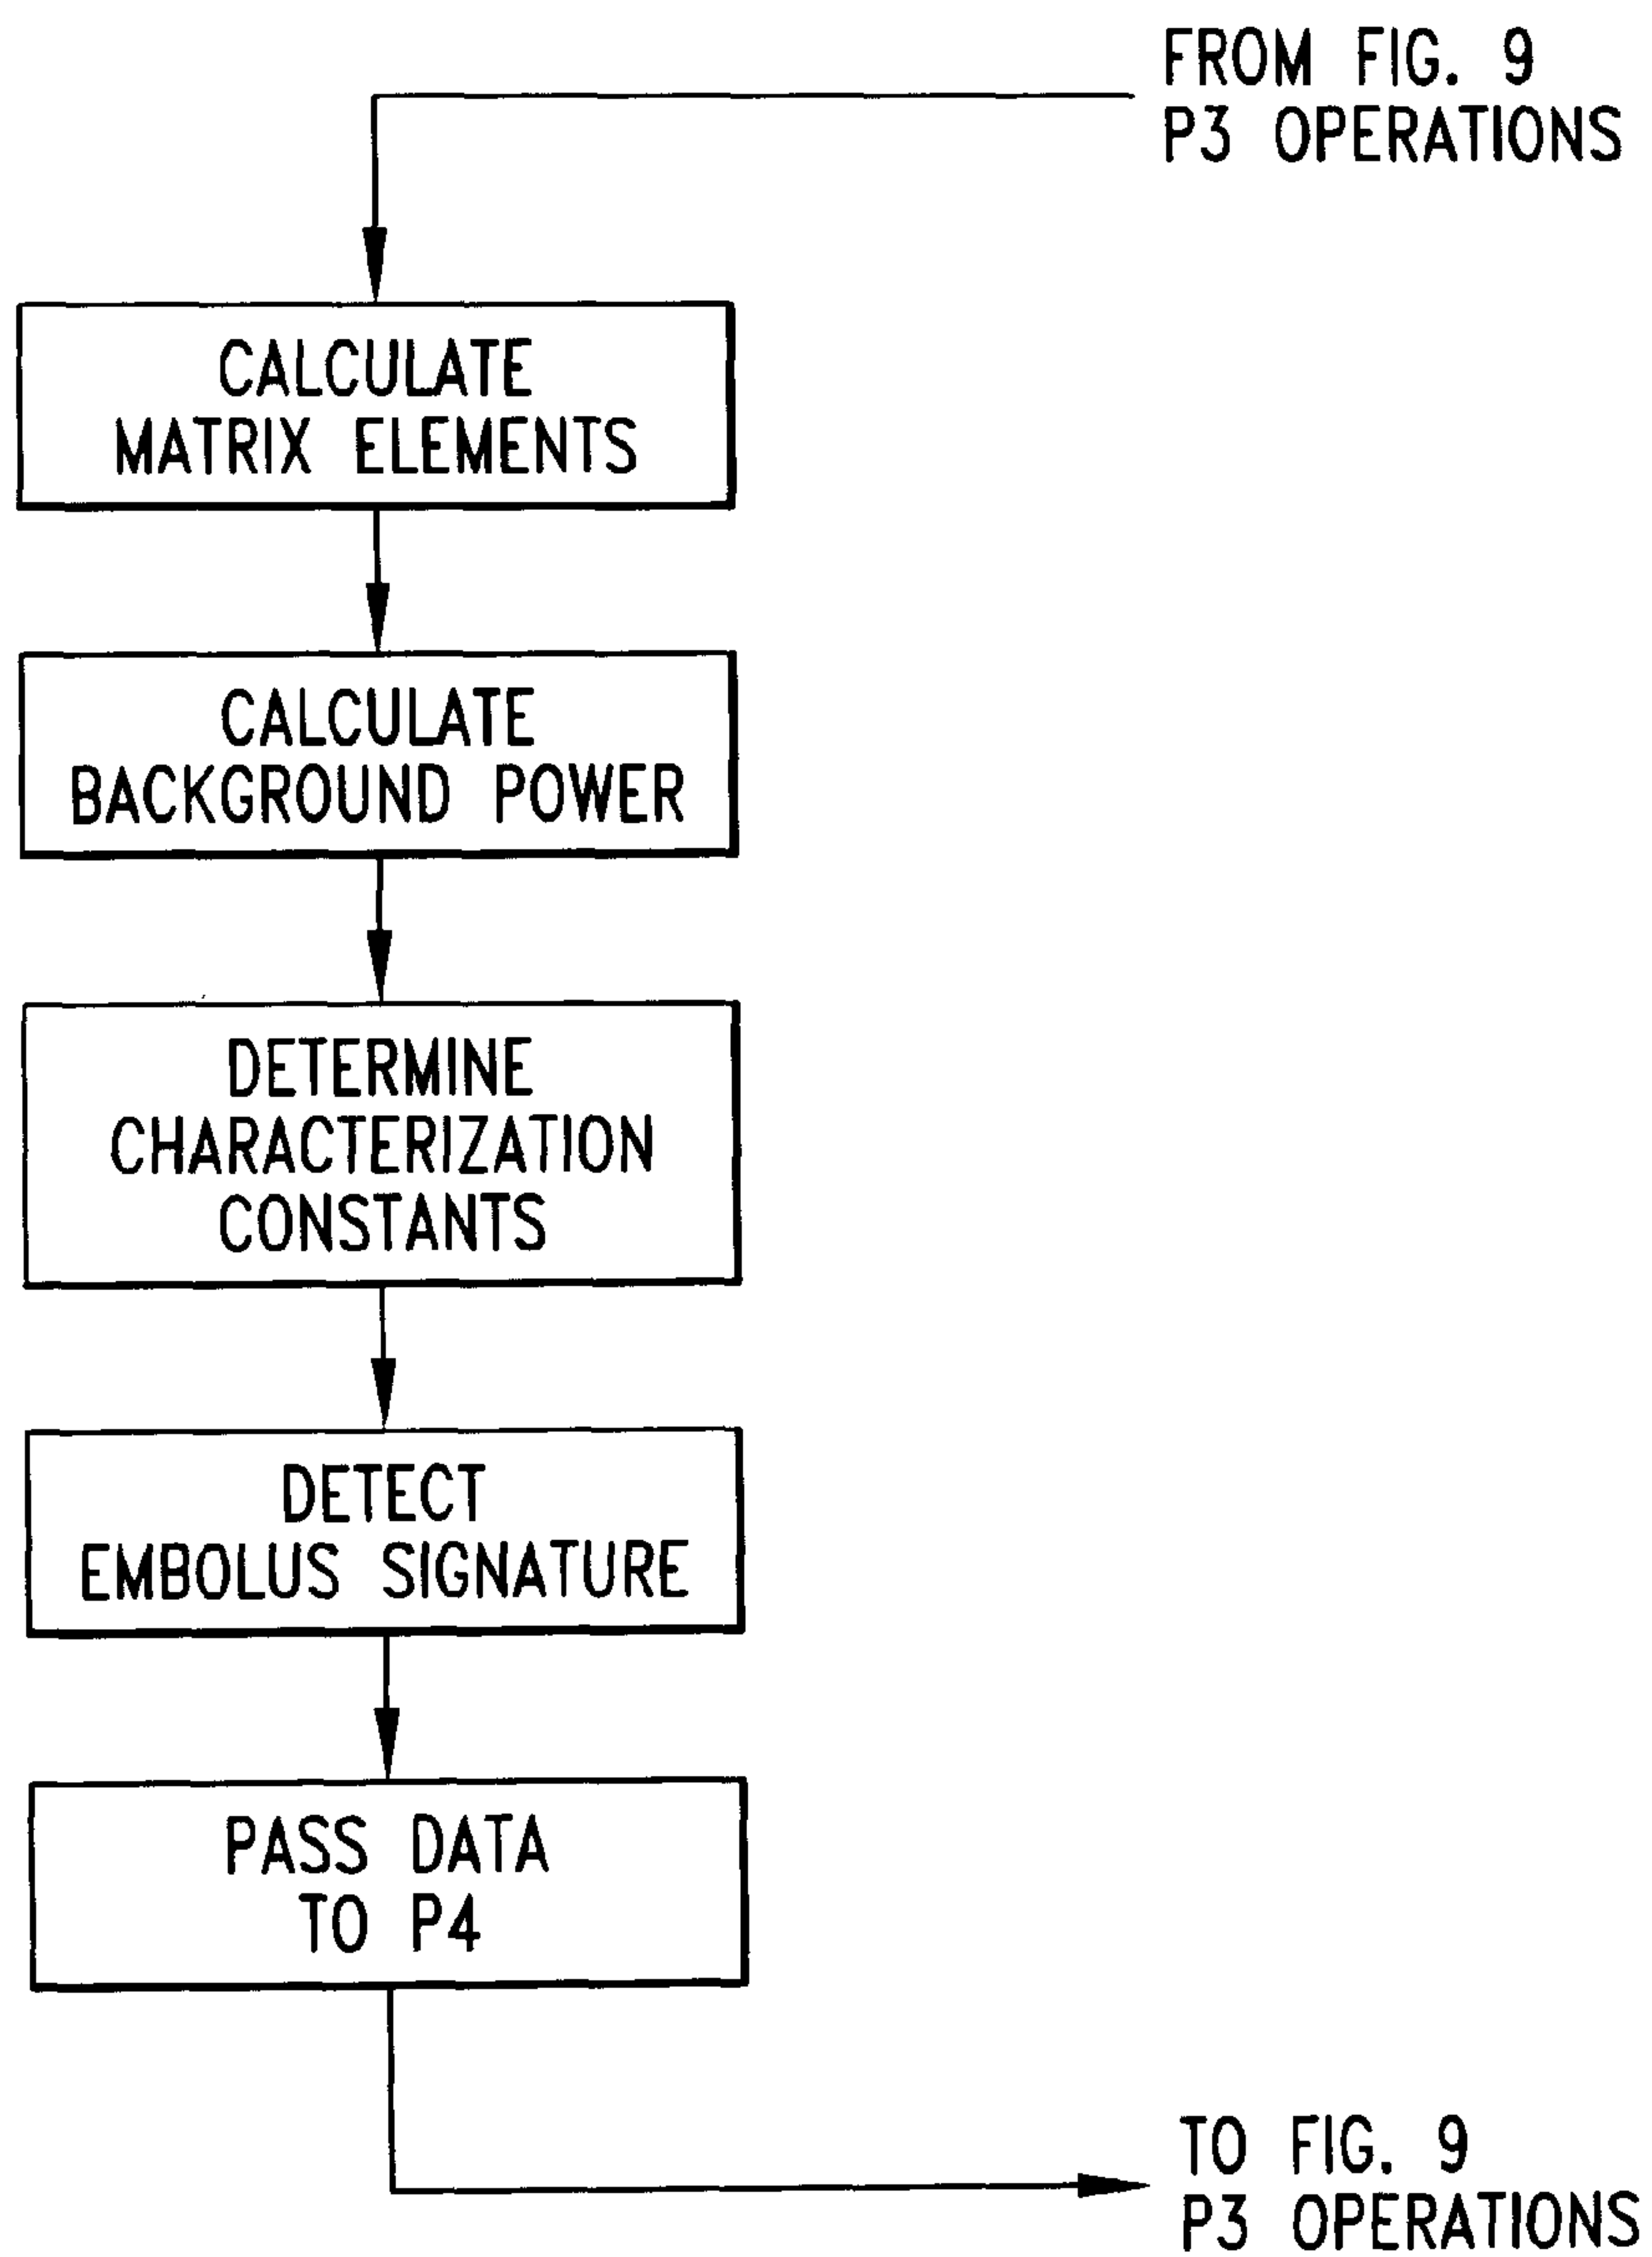 FROM FIG. 9
P3 OPERATIONS
CALCULATE
MATRIX ELEMENTS
CALCULATE
BACKGROUND POWER
DETERMINE
CHARACTERIZATION
CONSTANTS
DETECT
EMBOLUS SIGNATURE
PASS DATA
TO P4
TO FIG. 9
P3 OPERATIONS